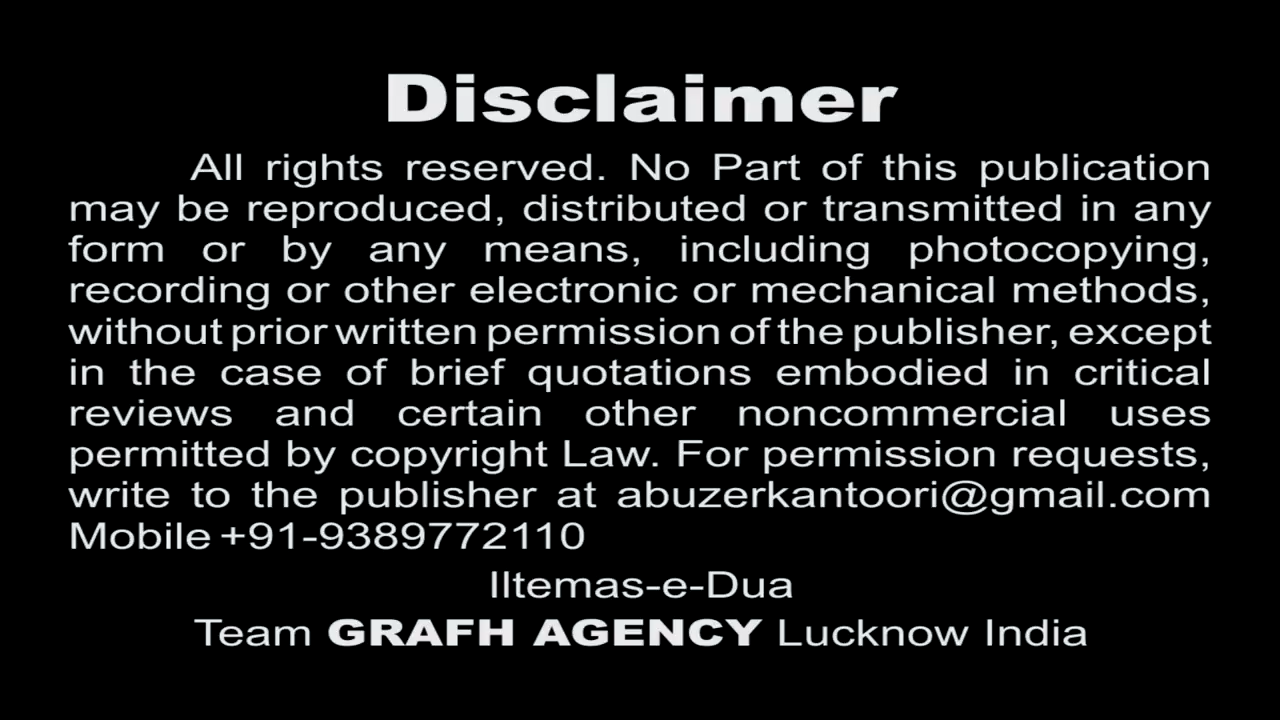 Disclaimer
All rights reserved. No Part of this publication
may be reproduced, distributed or transmitted in any
form or by any means, including photocopying,
recording or other electronic or mechanical methods,
without prior written permission of the publisher, except
in the case of brief quotations embodied in critical
reviews and certain other noncommercial uses
permitted by copyright Law. For permission requests,
write to the publisher at abuzerkantoori@gmail.com
Mobile +91-9389772110
IItemas-e-Dua
Team GRAFH AGENCY Lucknow India